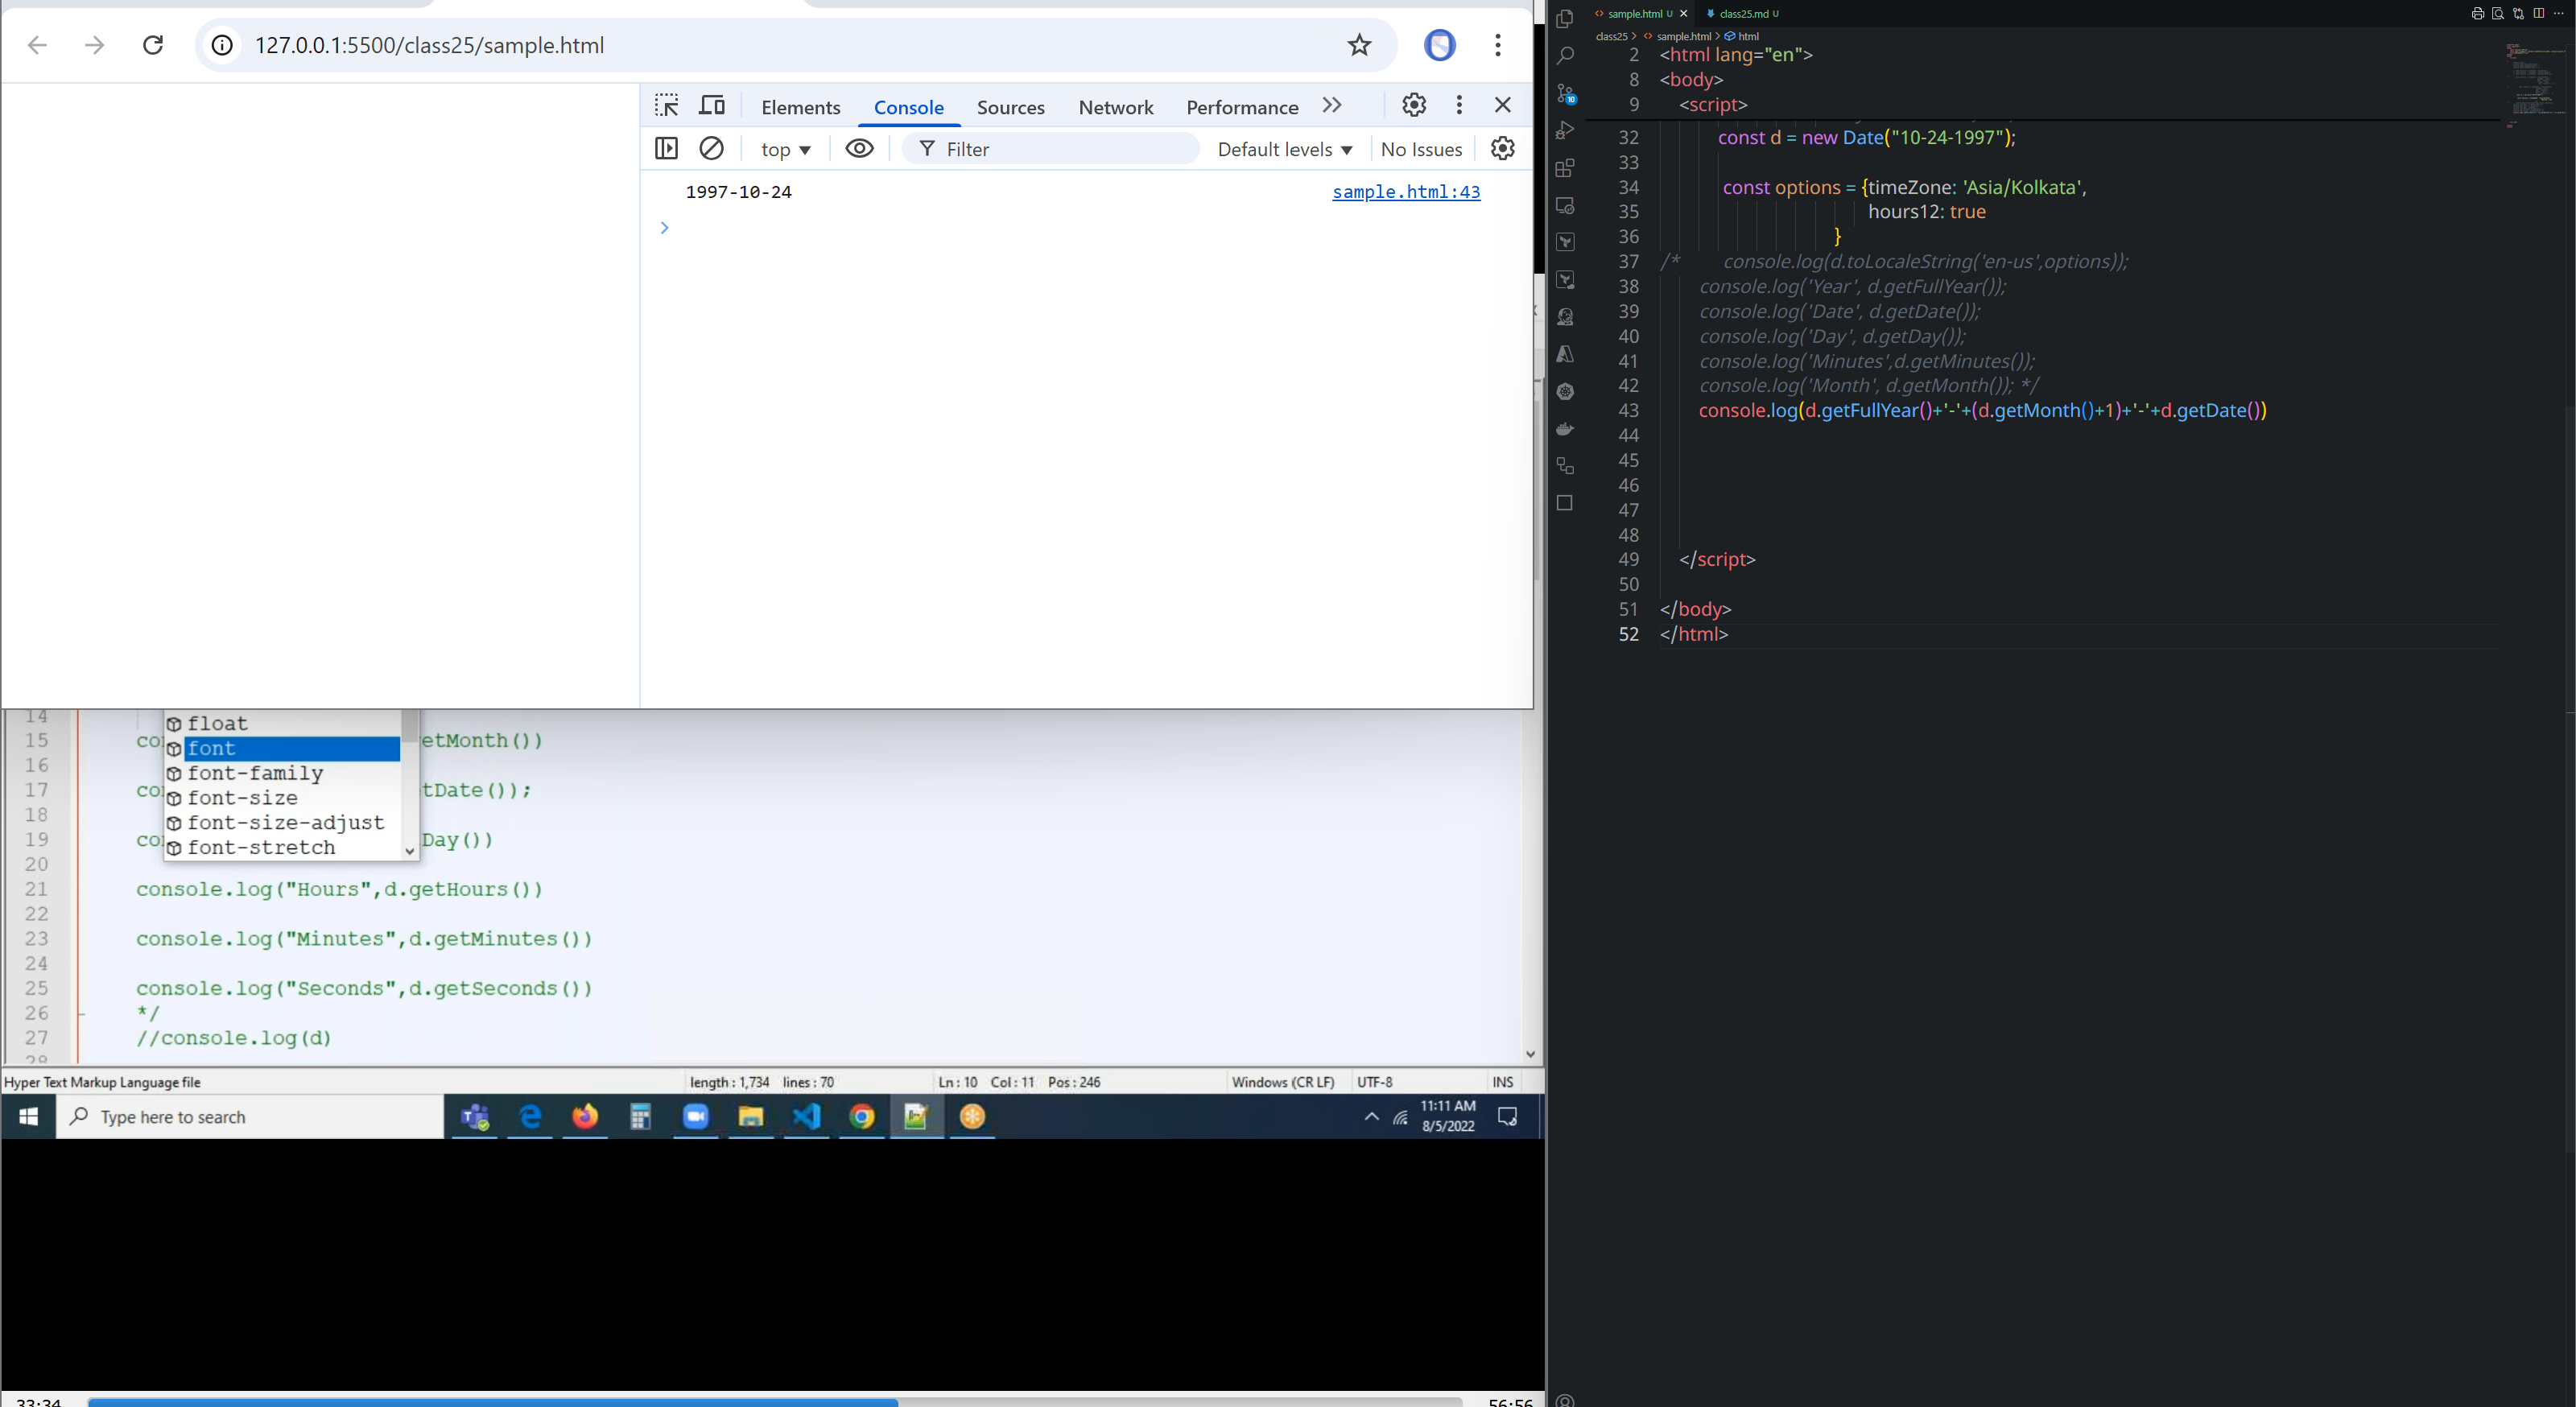 127.0.0.1:5500/class25/sample.html
Elements Console Sources Network Performance
top Filter Default levels No Issues
1997-10-24 sample.html:43
14
float
15 co etMonth())
font
16
font-family
17 co tDate());
font-size
18
font-size-adjust
19 co Day())
font-stretch
20
21 console.log("Hours",d.getHours())
22
23 console.log("Minutes",d.getMinutes())
24
25 console.log("Seconds",d.getSeconds())
26 */
27 //console.log(d)
28
Hyper Text Markup Language file length : 1,734 lines : 70 Ln : 10 Col : 11 Pos : 246 Windows (CR LF) UTF-8 INS
Type here to search
11:11 AM
8/5/2022
33:34 56:56
sample.html U class25.md U
class25 > sample.html > html
10
2 <html lang="en">
8 <body>
9 <script>
32 const d = new Date("10-24-1997");
33
34 const options = {timeZone: 'Asia/Kolkata',
35 hours12: true
36 }
37 /* console.log(d.toLocaleString('en-us',options));
38 console.log('Year', d.getFullYear());
39 console.log('Date', d.getDate());
40 console.log('Day', d.getDay());
41 console.log('Minutes',d.getMinutes());
42 console.log('Month', d.getMonth()); */
43 console.log(d.getFullYear()+'-'+(d.getMonth()+1)+'-'+d.getDate())
44
45
46
47
48
49 </script>
50
51 </body>
52 </html>